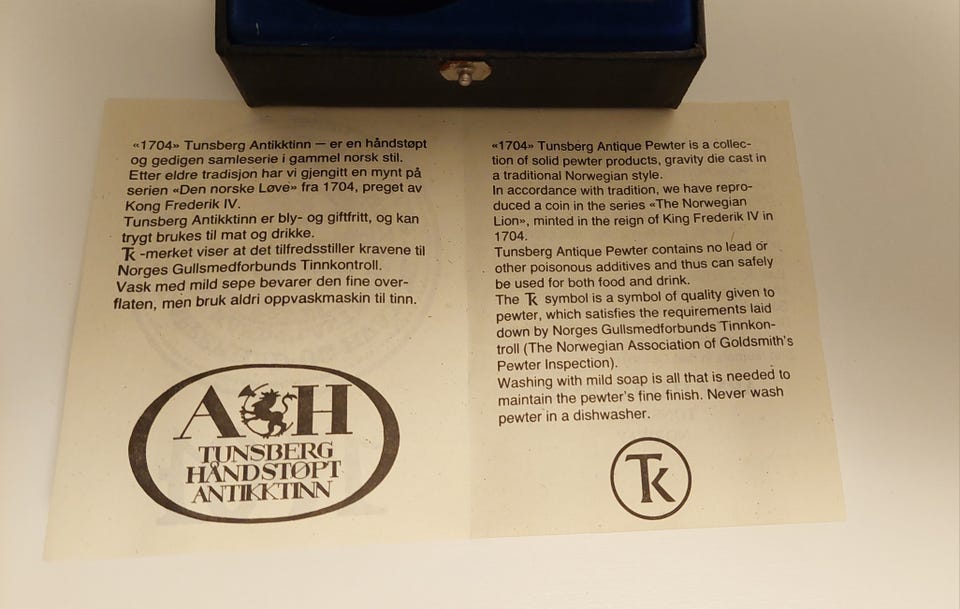 «1704» Tunsberg Antikktinn — er en håndstøpt
og gedigen samleserie i gammel norsk stil.
Etter eldre tradisjon har vi gjengitt en mynt på
serien «Den norske Løve» fra 1704, preget av
Kong Frederik IV.
Tunsberg Antikktinn er bly- og giftfritt, og kan
trygt brukes til mat og drikke.
Tk -merket viser at det tilfredsstiller kravene til
Norges Gullsmedforbunds Tinnkontroll.
Vask med mild sepe bevarer den fine over-
flaten, men bruk aldri oppvaskmaskin til tinn.
A H
TUNSBERG
HÅNDSTØPT
ANTIKKTINN
«1704» Tunsberg Antique Pewter is a collec-
tion of solid pewter products, gravity die cast in
a traditional Norwegian style.
In accordance with tradition, we have repro-
duced a coin in the series «The Norwegian
Lion», minted in the reign of King Frederik IV in
1704.
Tunsberg Antique Pewter contains no lead or
other poisonous additives and thus can safely
be used for both food and drink.
The Tk symbol is a symbol of quality given to
pewter, which satisfies the requirements laid
down by Norges Gullsmedforbunds Tinnkon-
troll (The Norwegian Association of Goldsmith's
Pewter Inspection).
Washing with mild soap is all that is needed to
maintain the pewter's fine finish. Never wash
pewter in a dishwasher.
Tk